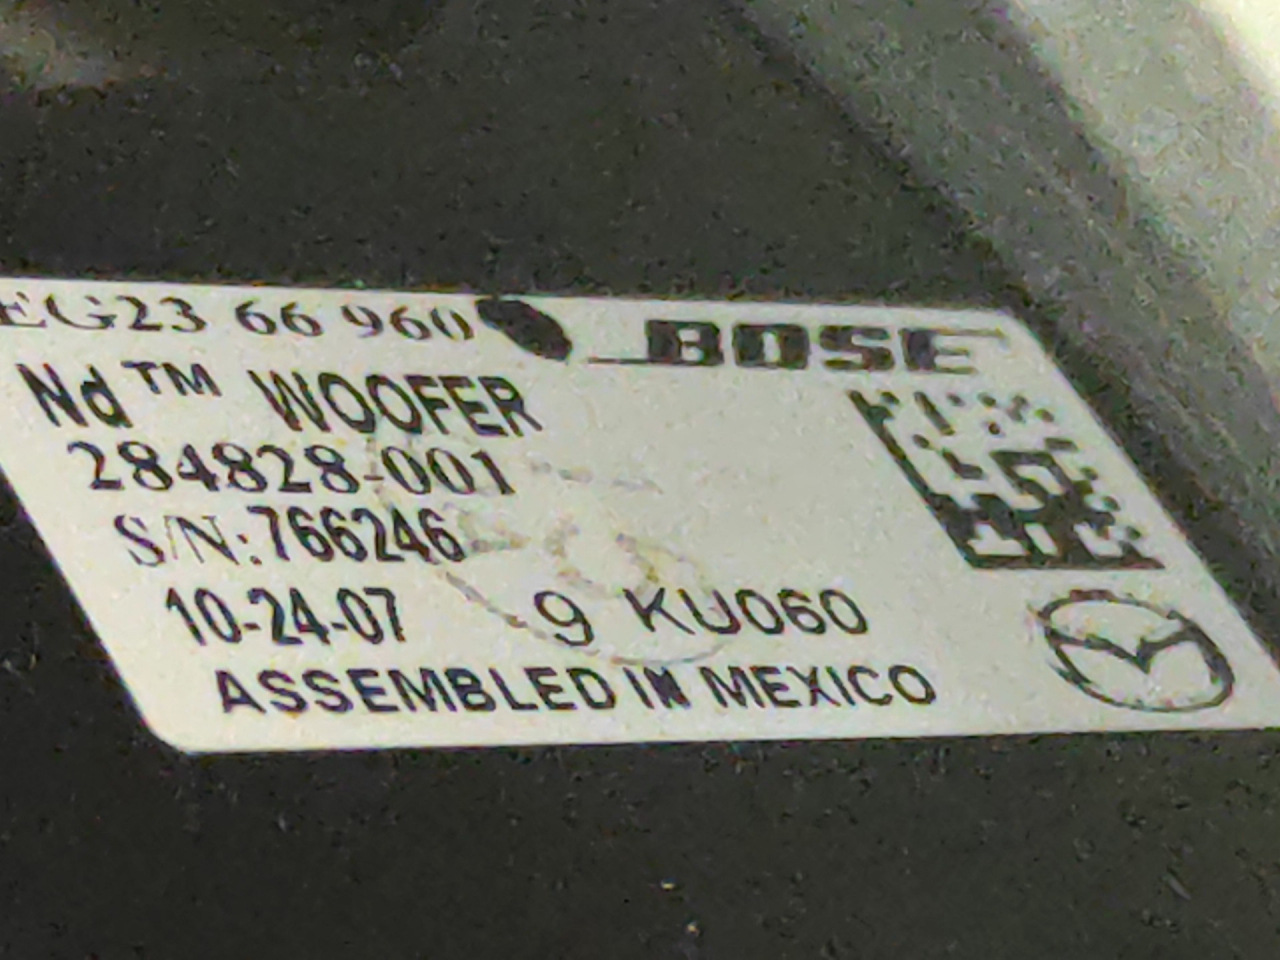 EG23 66 960 BOSE
Nd™ WOOFER
284828-001
S/N:766246
10-24-07 9 KU060
ASSEMBLED IN MEXICO